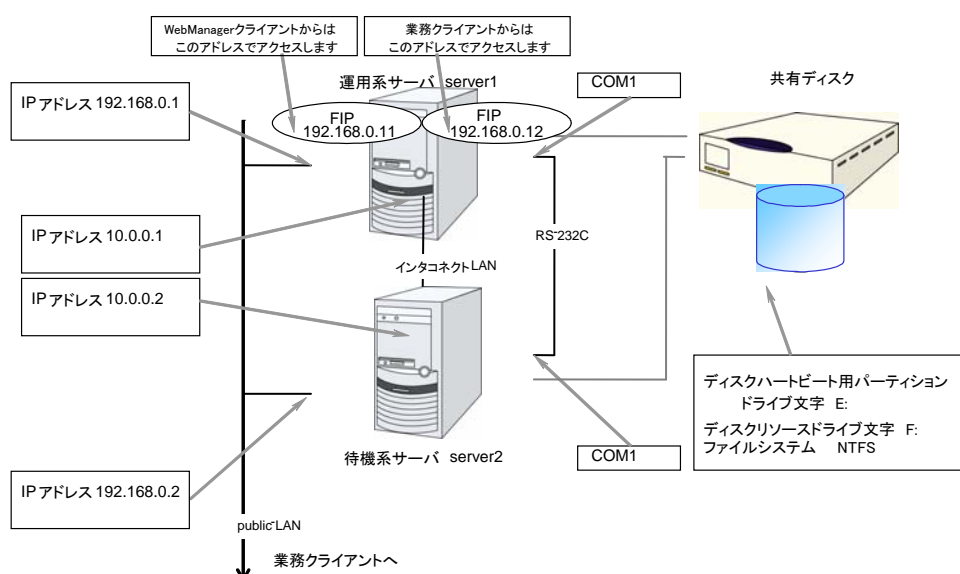 WebManagerクライアントからは
このアドレスでアクセスします
業務クライアントからは
このアドレスでアクセスします
運用系サーバ server1
COM1
共有ディスク
IPアドレス 192.168.0.1
FIP
192.168.0.11
FIP
192.168.0.12
IPアドレス 10.0.0.1
RS-232C
インタコネクトLAN
IPアドレス 10.0.0.2
ディスクハートビート用パーティション
ドライブ文字 E:
ディスクリソースドライブ文字 F:
ファイルシステム NTFS
待機系サーバ server2
COM1
IPアドレス 192.168.0.2
public-LAN
業務クライアントへ